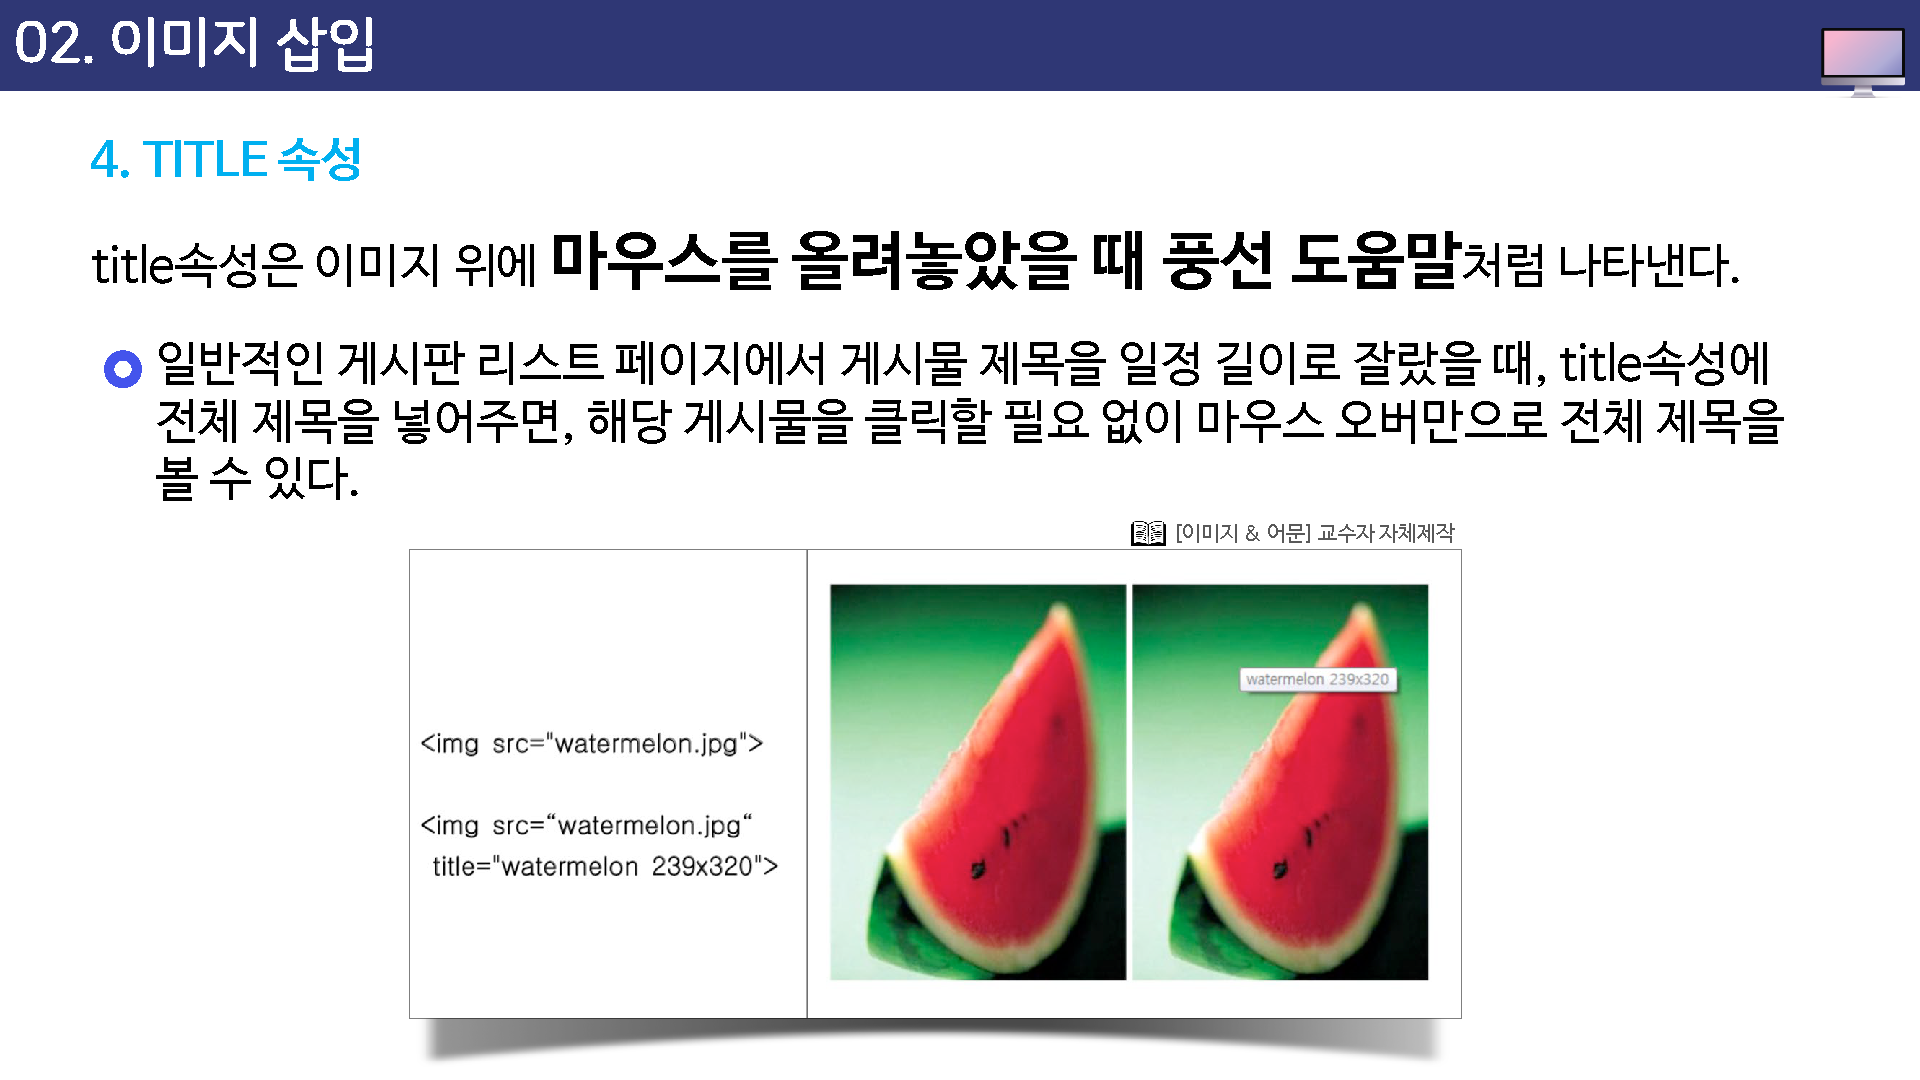 02. 이미지 삽입
4. TITLE 속성
title속성은 이미지 위에 마우스를 올려놓았을 때 풍선 도움말처럼 나타낸다.
일반적인 게시판 리스트 페이지에서 게시물 제목을 일정 길이로 잘랐을 때, title속성에
전체 제목을 넣어주면, 해당 게시물을 클릭할 필요 없이 마우스 오버만으로 전체 제목을
볼 수 있다.
[이미지 & 어문] 교수자 자체제작
<img src="watermelon.jpg">
<img src=“watermelon.jpg“
title="watermelon 239x320">
watermelon 239x320